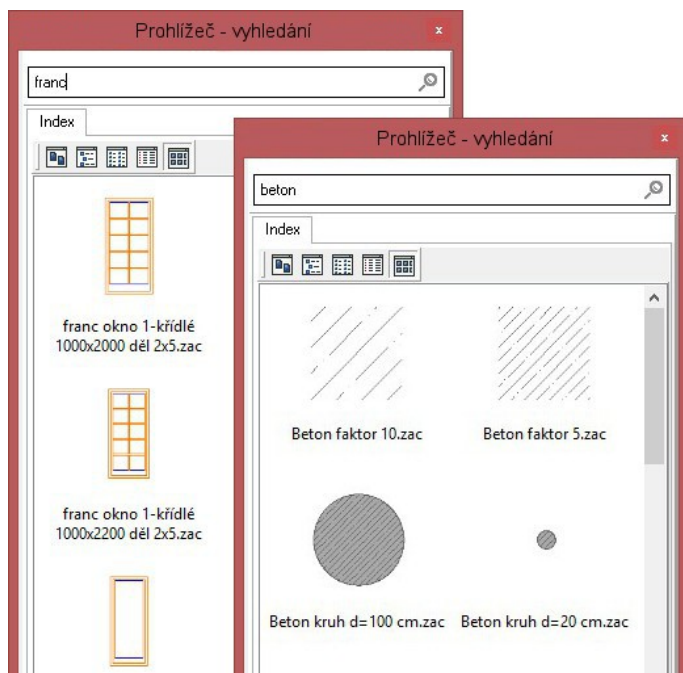 Prohlížeč - vyhledání
x
franc
Index
franc okno 1-křídlé
1000x2000 děl 2x5.zac
franc okno 1-křídlé
1000x2200 děl 2x5.zac
Prohlížeč - vyhledání
x
beton
Index
Beton faktor 10.zac
Beton faktor 5.zac
Beton kruh d=100 cm.zac
Beton kruh d=20 cm.zac